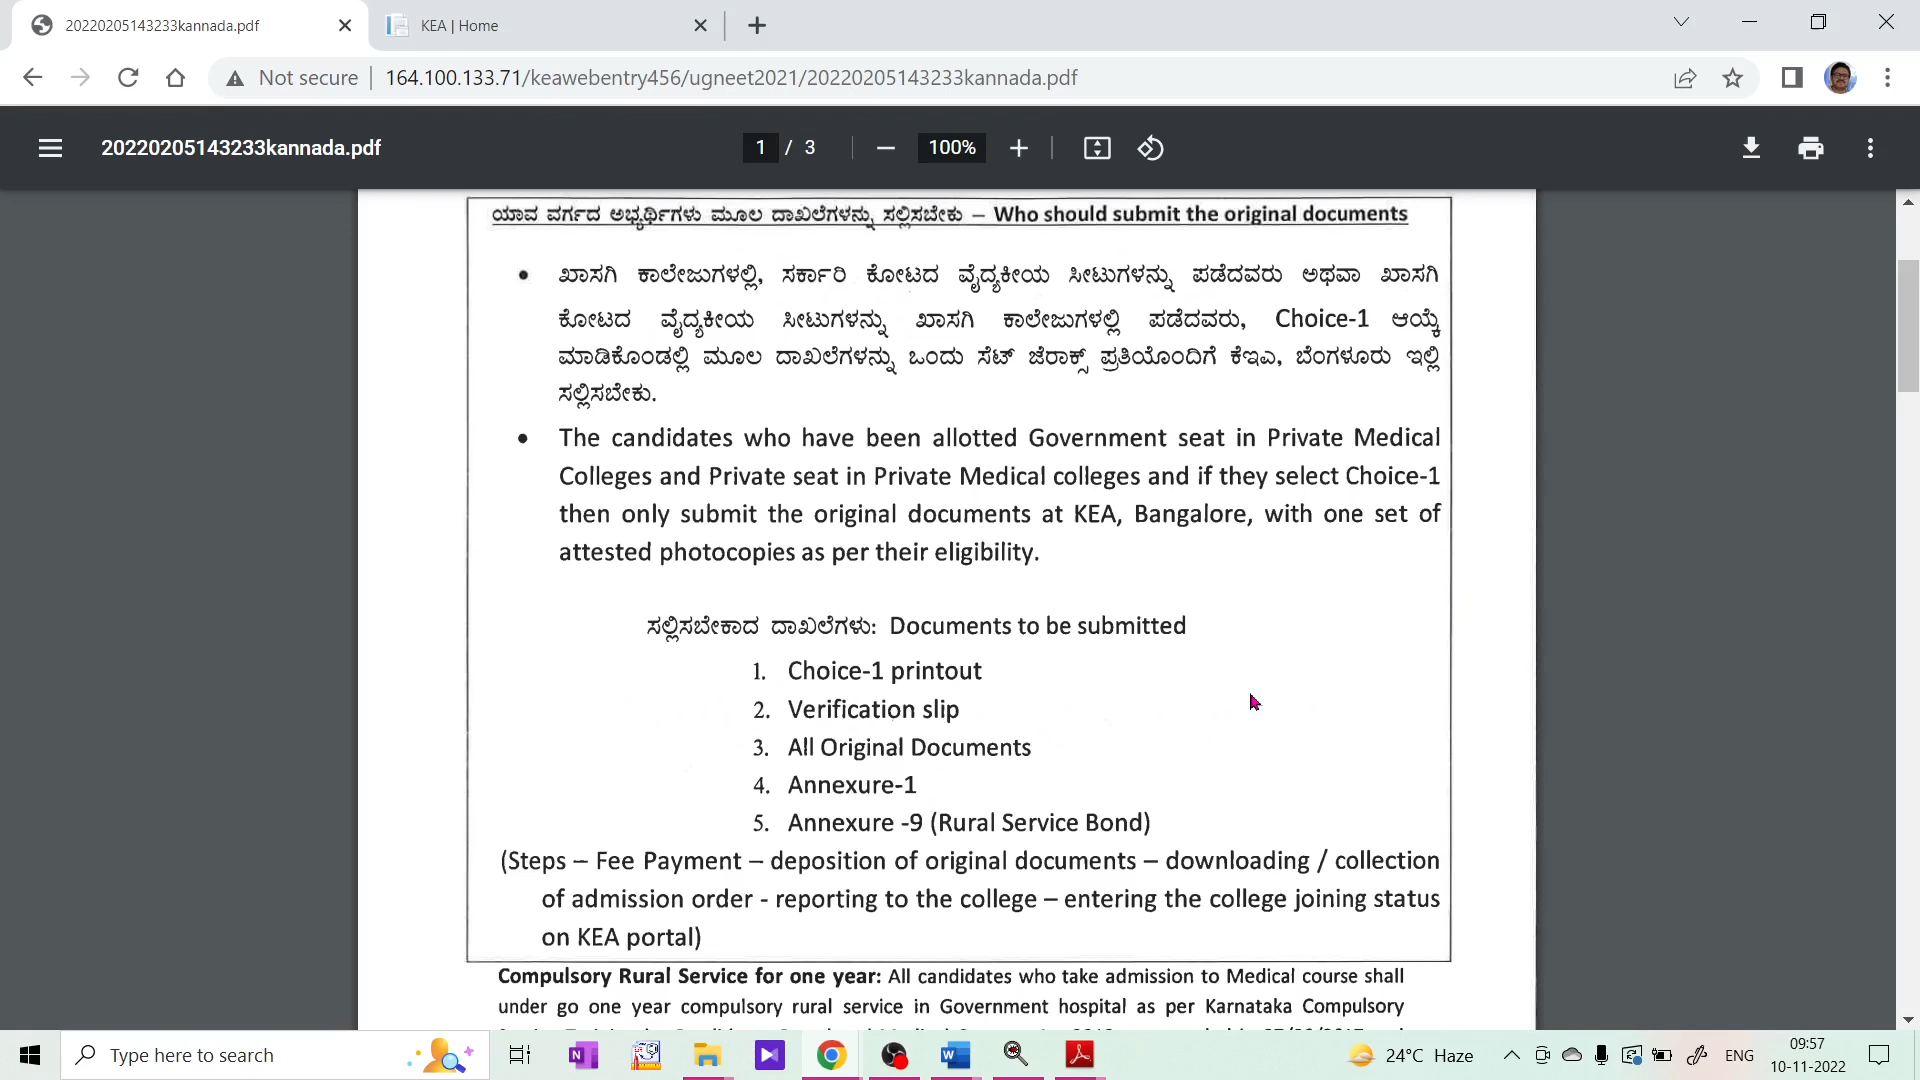 20220205143233kannada.pdf
KEA | Home
Not secure
164.100.133.71/keawebentry456/ugneet2021/20220205143233kannada.pdf
20220205143233kannada.pdf
1 / 3
100%
ಯಾವ ವರ್ಗದ ಅಭ್ಯರ್ಥಿಗಳು ಮೂಲ ದಾಖಲೆಗಳನ್ನು ಸಲ್ಲಿಸಬೇಕು – Who should submit the original documents
• ಖಾಸಗಿ ಕಾಲೇಜುಗಳಲ್ಲಿ, ಸರ್ಕಾರಿ ಕೋಟದ ವೈದ್ಯಕೀಯ ಸೀಟುಗಳನ್ನು ಪಡೆದವರು ಅಥವಾ ಖಾಸಗಿ
ಕೋಟದ ವೈದ್ಯಕೀಯ ಸೀಟುಗಳನ್ನು ಖಾಸಗಿ ಕಾಲೇಜುಗಳಲ್ಲಿ ಪಡೆದವರು, Choice-1 ಆಯ್ಕೆ
ಮಾಡಿಕೊಂಡಲ್ಲಿ ಮೂಲ ದಾಖಲೆಗಳನ್ನು ಒಂದು ಸೆಟ್ ಜೆರಾಕ್ಸ್ ಪ್ರತಿಯೊಂದಿಗೆ ಕೆಇಎ, ಬೆಂಗಳೂರು ಇಲ್ಲಿ
ಸಲ್ಲಿಸಬೇಕು.
• The candidates who have been allotted Government seat in Private Medical
Colleges and Private seat in Private Medical colleges and if they select Choice-1
then only submit the original documents at KEA, Bangalore, with one set of
attested photocopies as per their eligibility.
ಸಲ್ಲಿಸಬೇಕಾದ ದಾಖಲೆಗಳು: Documents to be submitted
1. Choice-1 printout
2. Verification slip
3. All Original Documents
4. Annexure-1
5. Annexure -9 (Rural Service Bond)
(Steps – Fee Payment – deposition of original documents – downloading / collection
of admission order - reporting to the college – entering the college joining status
on KEA portal)
Compulsory Rural Service for one year: All candidates who take admission to Medical course shall
under go one year compulsory rural service in Government hospital as per Karnataka Compulsory
Type here to search
24°C Haze
ENG
09:57
10-11-2022